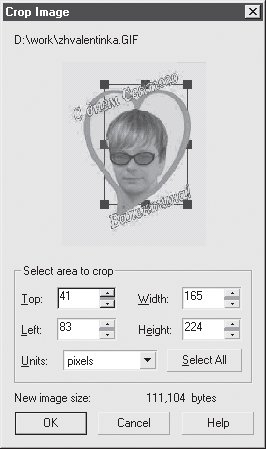 Crop Image
D:\work\zhvalentinka.GIF
С днём Святого
Валентина!
Select area to crop
Top: 41 Width: 165
Left: 83 Height: 224
Units: pixels Select All
New image size: 111,104 bytes
OK Cancel Help